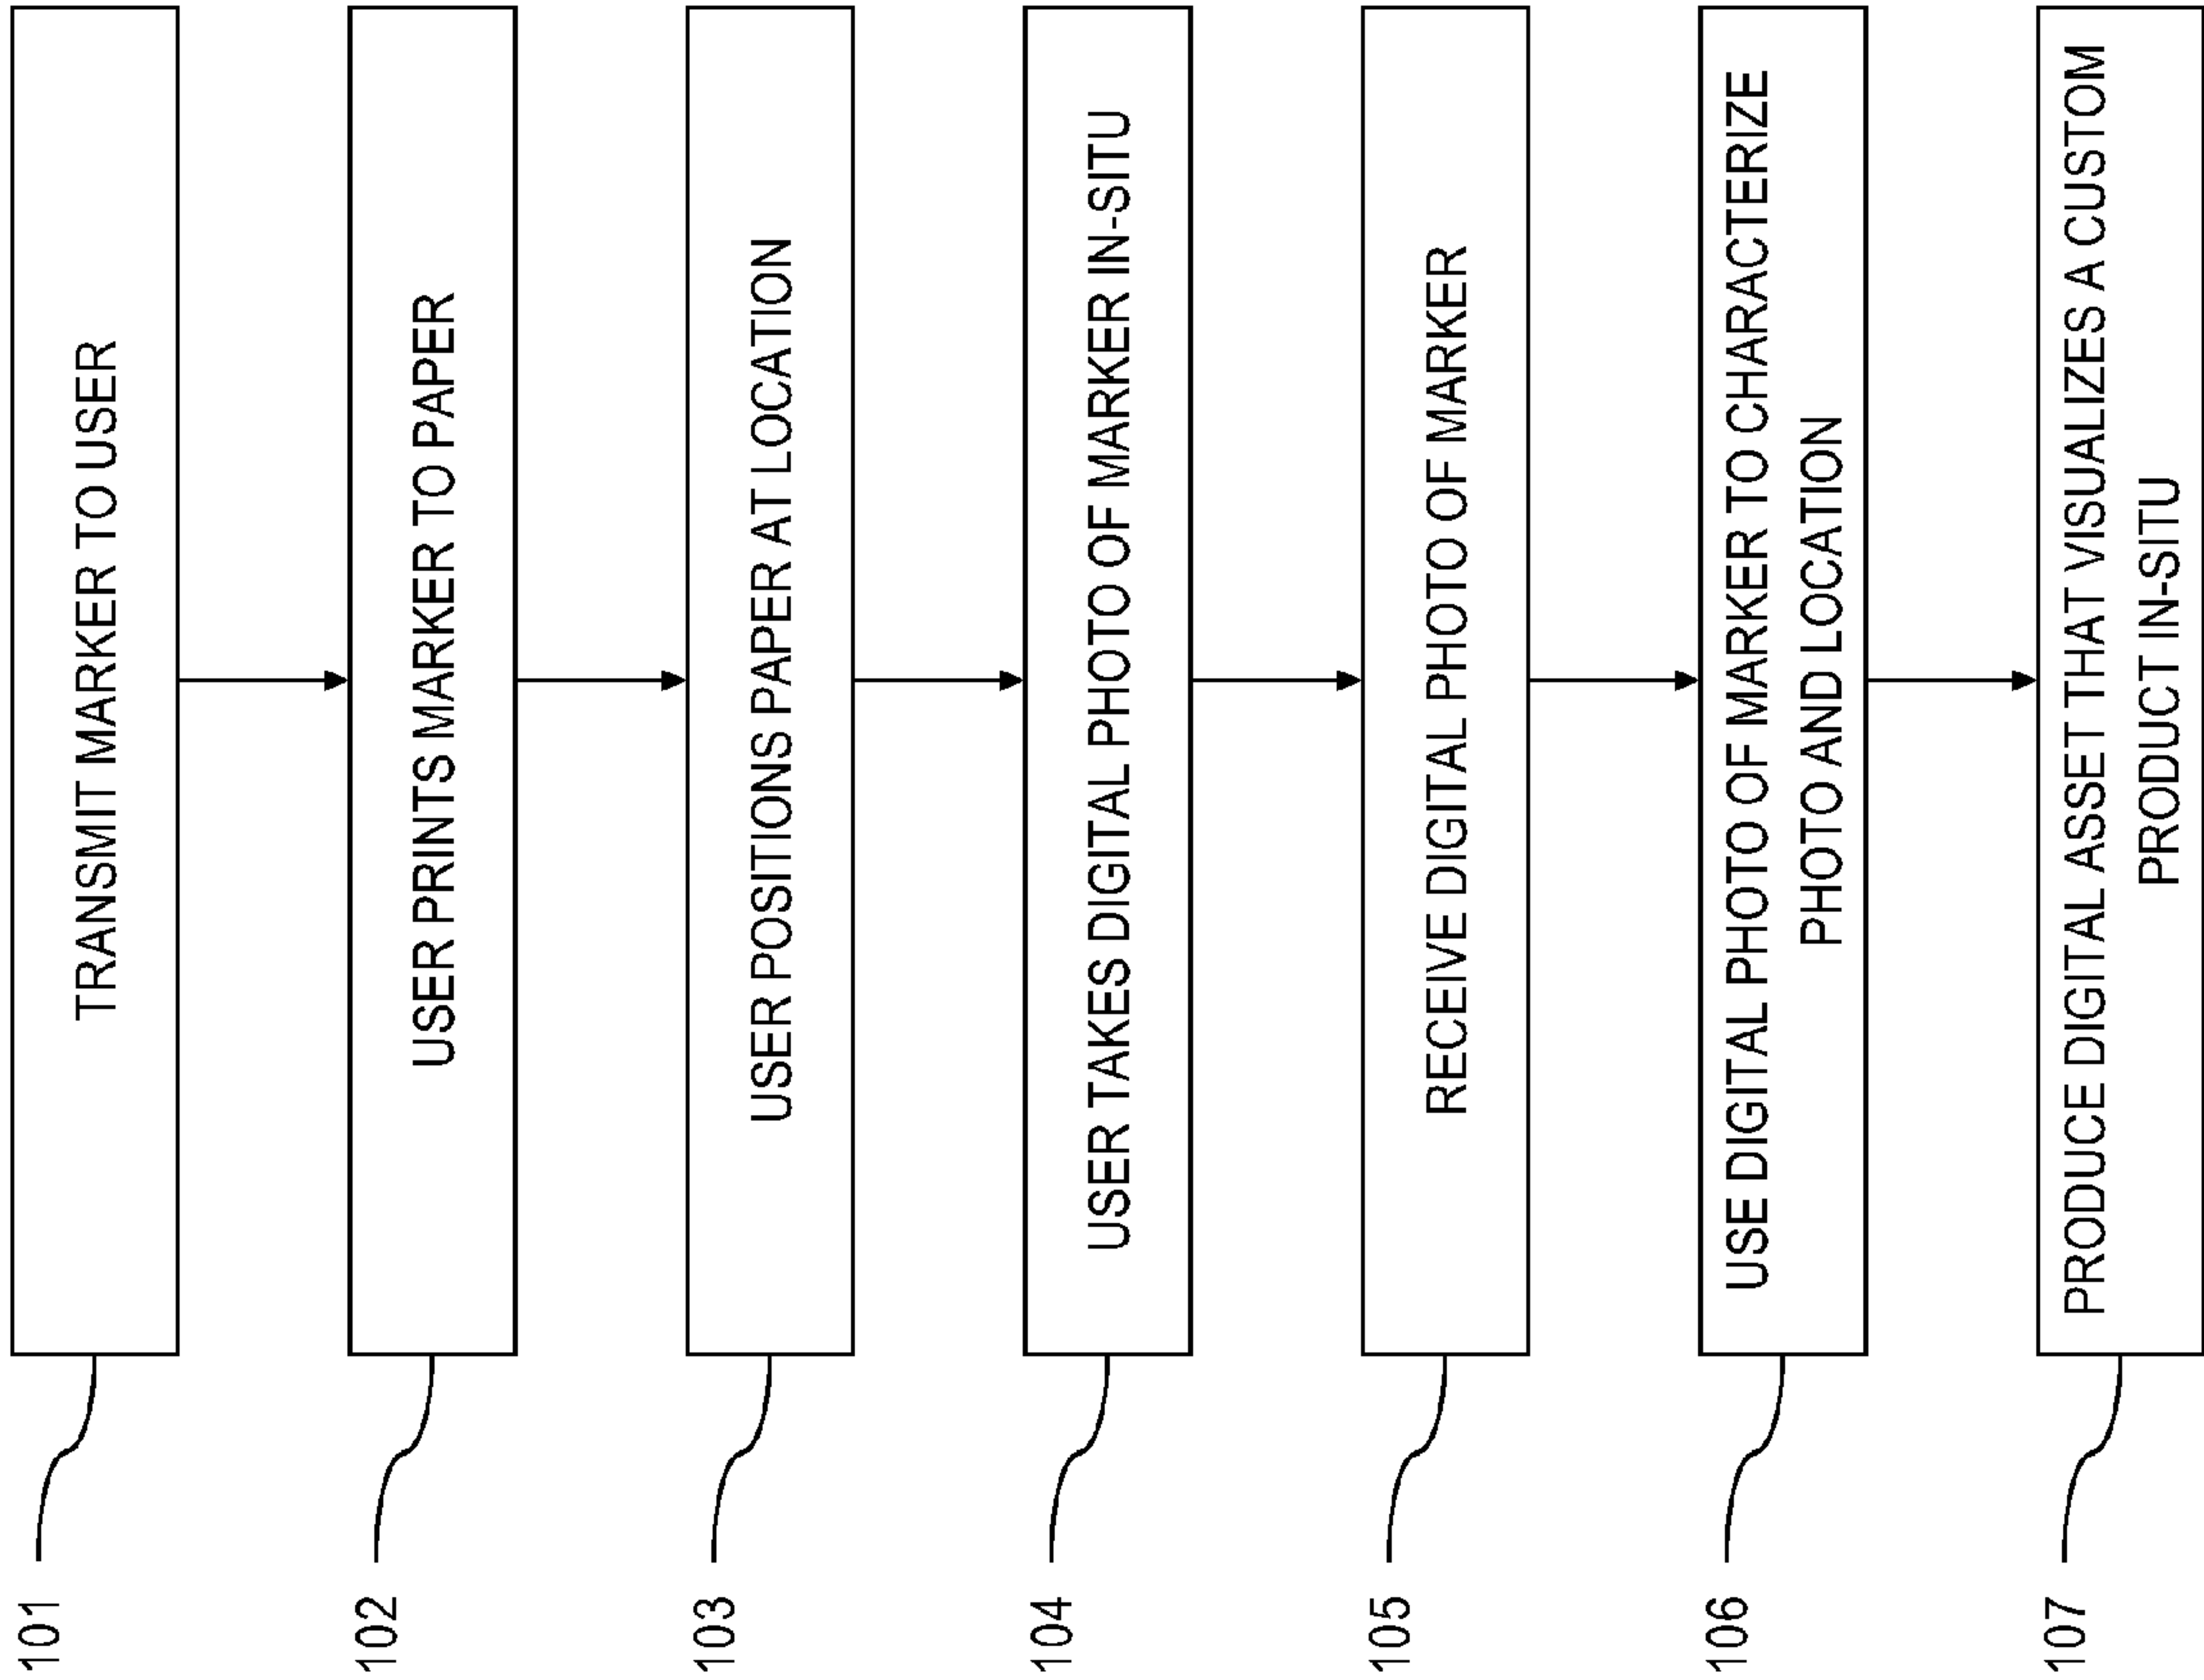 101
TRANSMIT MARKER TO USER
102
USER PRINTS MARKER TO PAPER
103
USER POSITIONS PAPER AT LOCATION
104
USER TAKES DIGITAL PHOTO OF MARKER IN-SITU
105
RECEIVE DIGITAL PHOTO OF MARKER
106
USE DIGITAL PHOTO OF MARKER TO CHARACTERIZE
PHOTO AND LOCATION
107
PRODUCE DIGITAL ASSET THAT VISUALIZES A CUSTOM
PRODUCT IN-SITU